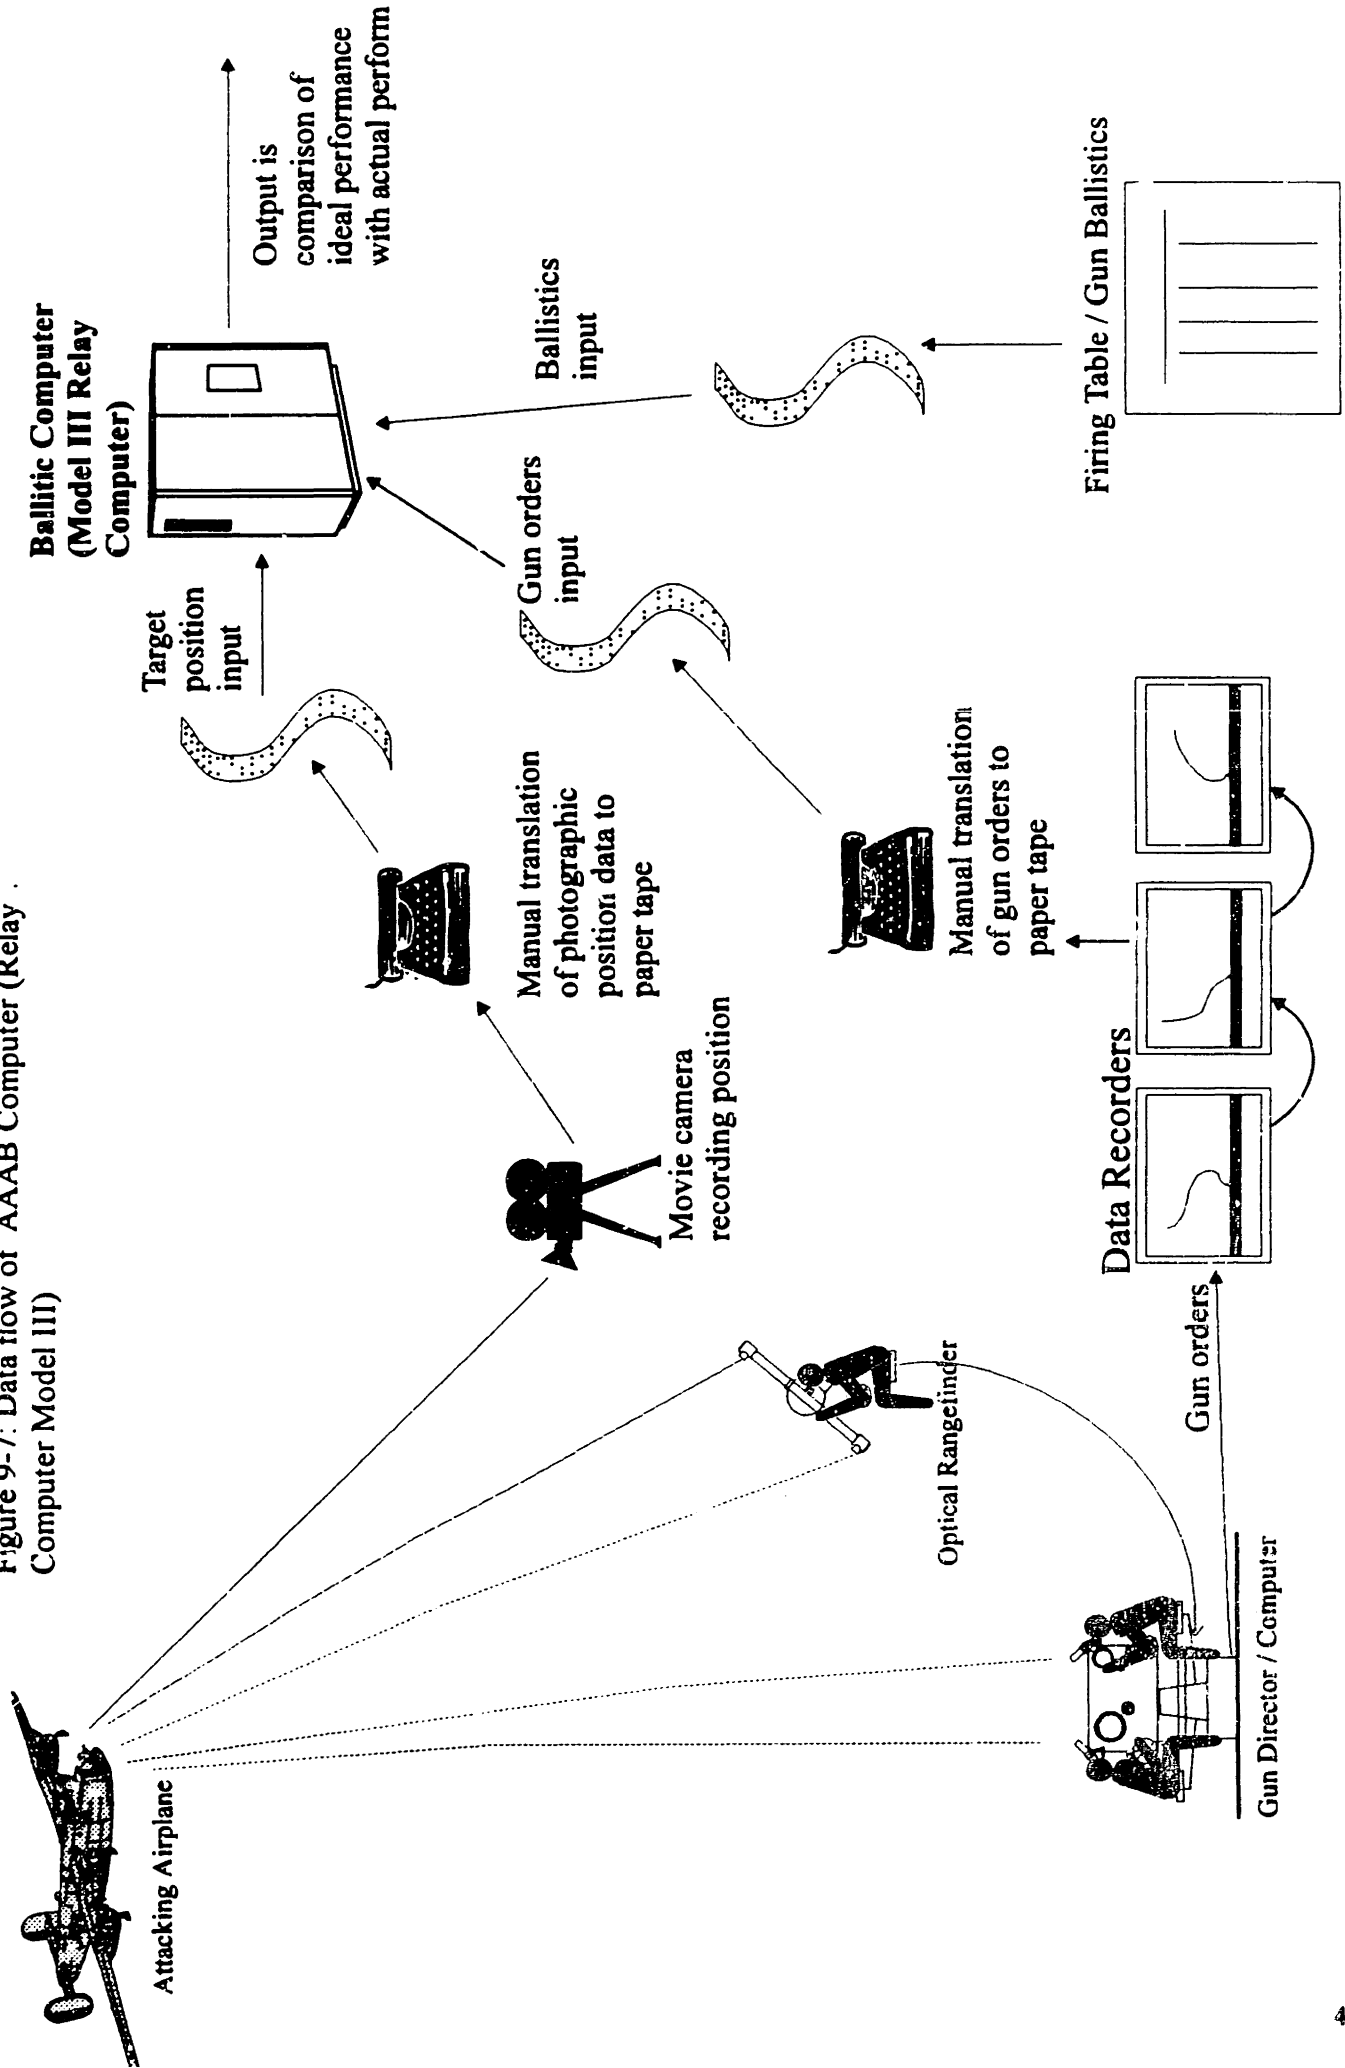 Figure 9-7: Data flow of AAAB Computer (Relay .
Computer Model III)
Attacking Airplane
Ballitic Computer
(Model III Relay
Computer)
Target
position
input
Output is
comparison of
ideal performance
with actual perform
Manual translation
of photographic
position data to
paper tape
Gun orders
input
Ballistics
input
Movie camera
recording position
Optical Rangefinder
Manual translation
of gun orders to
paper tape
Data Recorders
Gun orders
Firing Table / Gun Ballistics
Gun Director / Computer
4